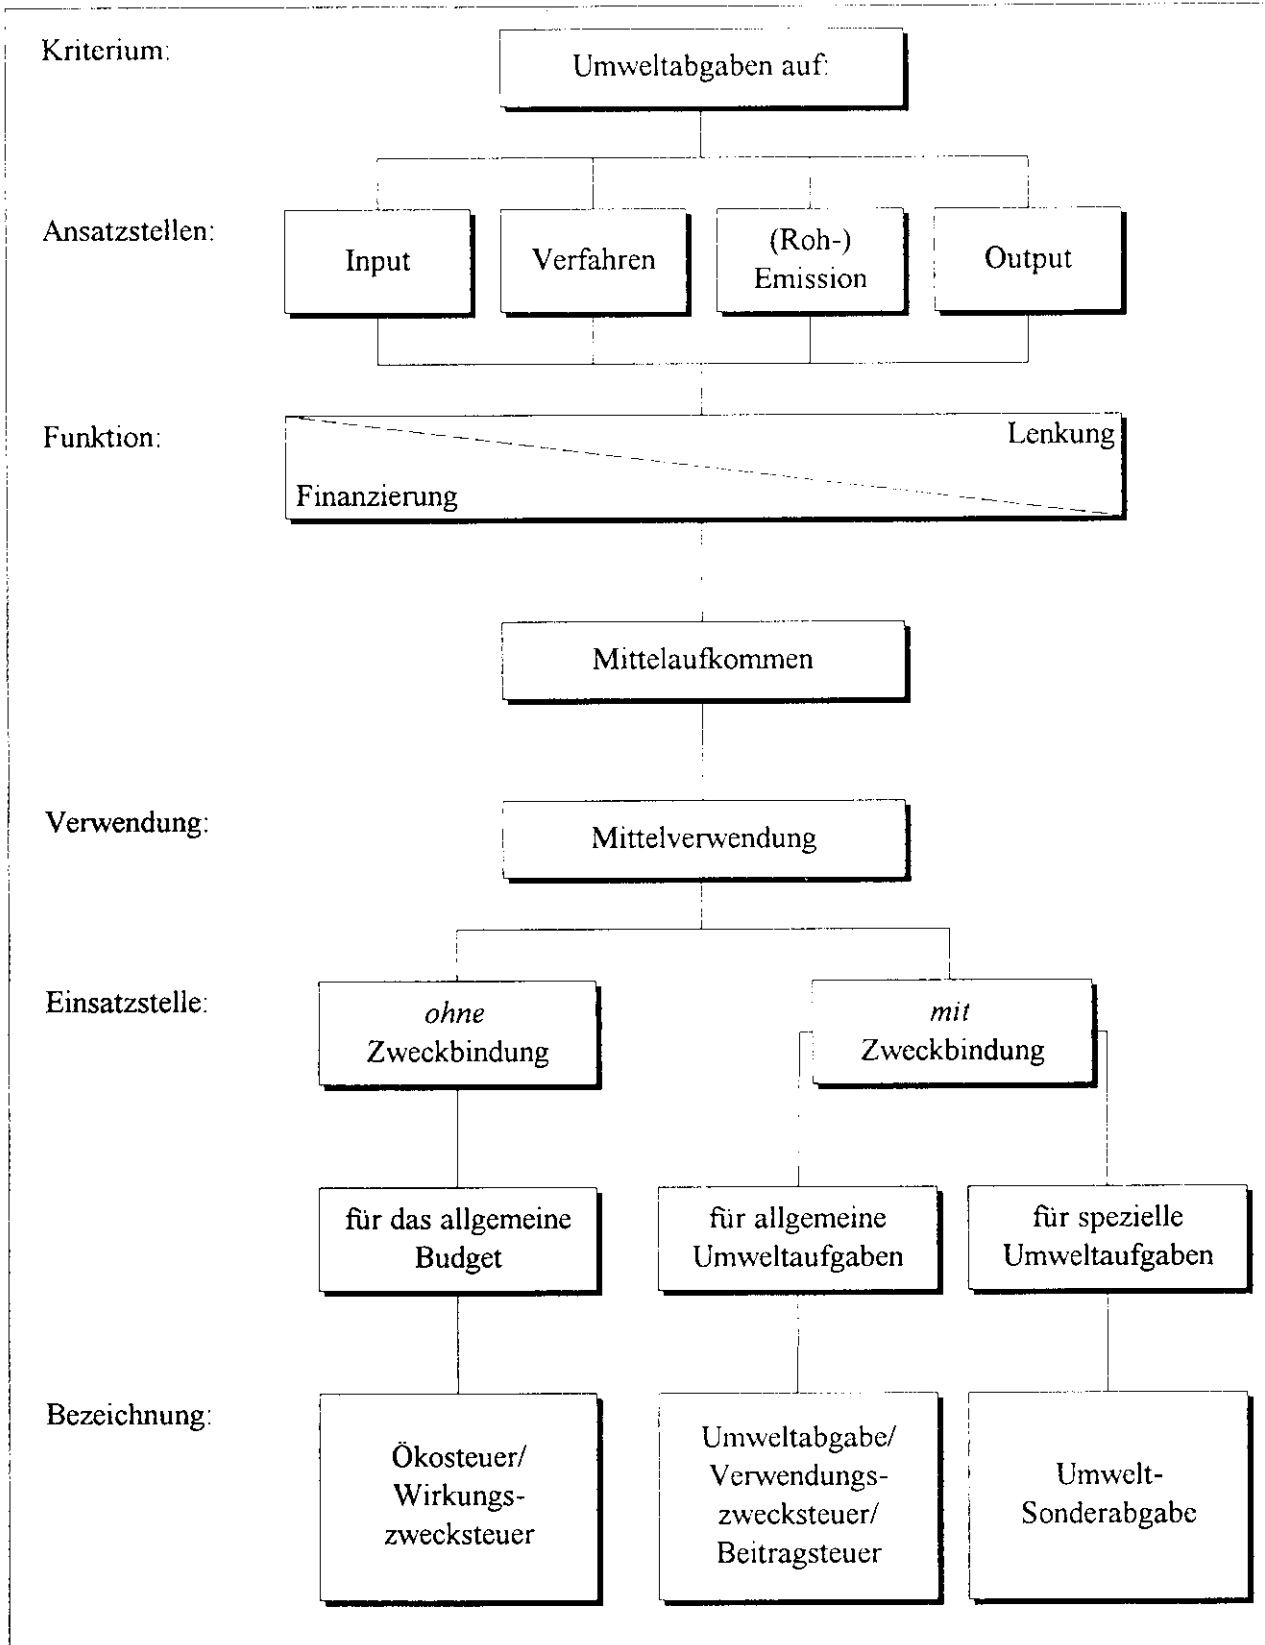 Kriterium:
Umweltabgaben auf:
Ansatzstellen:
Input
Verfahren
(Roh-)
Emission
Output
Funktion:
Lenkung
Finanzierung
Mittelaufkommen
Verwendung:
Mittelverwendung
Einsatzstelle:
ohne
Zweckbindung
mit
Zweckbindung
für das allgemeine
Budget
für allgemeine
Umweltaufgaben
für spezielle
Umweltaufgaben
Bezeichnung:
Ökosteuer/
Wirkungs-
zwecksteuer
Umweltabgabe/
Verwendungs-
zwecksteuer/
Beitragsteuer
Umwelt-
Sonderabgabe